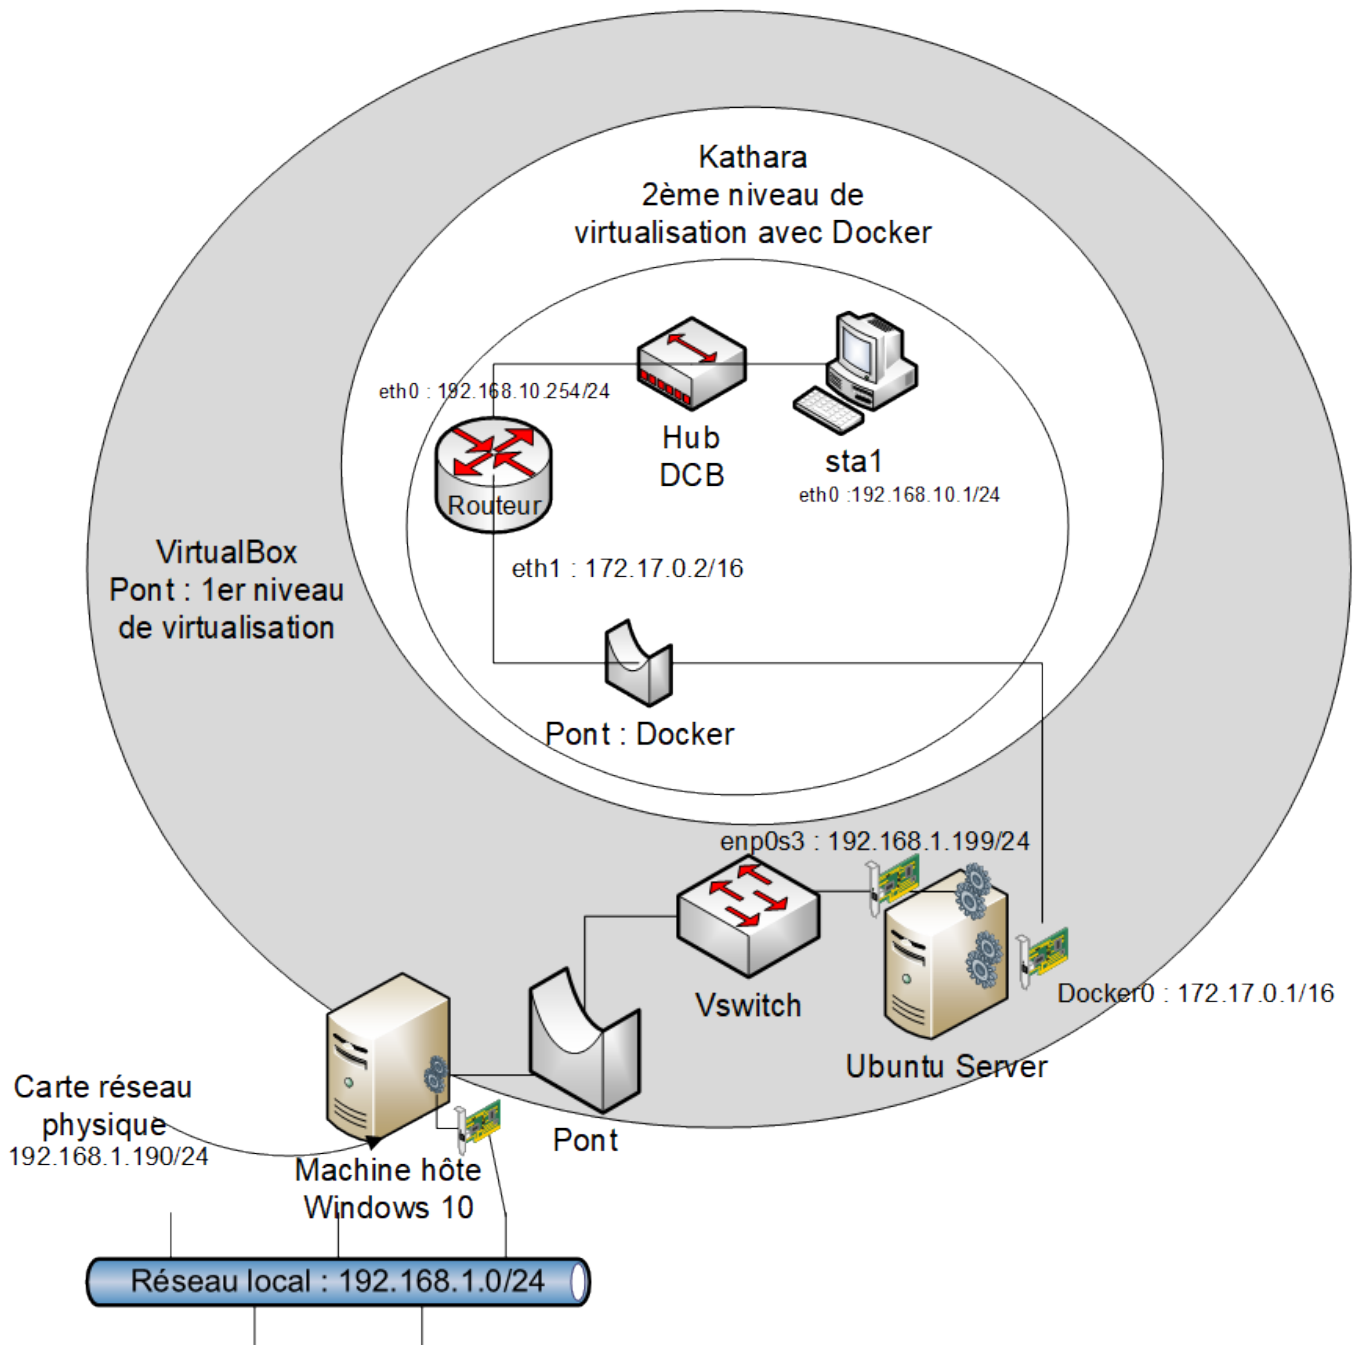 Kathara
2ème niveau de
virtualisation avec Docker
eth0 : 192.168.10.254/24
Hub
DCB
sta1
eth0 :192.168.10.1/24
Routeur
eth1 : 172.17.0.2/16
VirtualBox
Pont : 1er niveau
de virtualisation
Pont : Docker
enp0s3 : 192.168.1.199/24
Vswitch
Docker0 : 172.17.0.1/16
Ubuntu Server
Carte réseau
physique
192.168.1.190/24
Pont
Machine hôte
Windows 10
Réseau local : 192.168.1.0/24